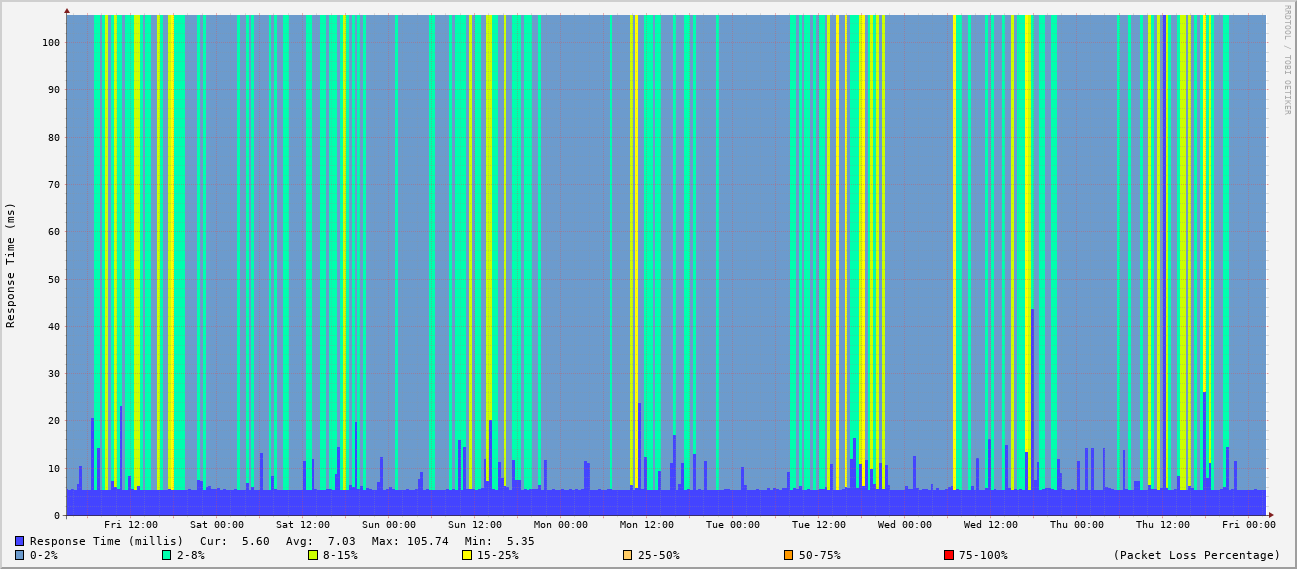 RRDTOOL / TOBI OETIKER
Response Time (ms)
100
90
80
70
60
50
40
30
20
10
0
Fri 12:00 Sat 00:00 Sat 12:00 Sun 00:00 Sun 12:00 Mon 00:00 Mon 12:00 Tue 00:00 Tue 12:00 Wed 00:00 Wed 12:00 Thu 00:00 Thu 12:00 Fri 00:00
Response Time (millis) Cur: 5.60 Avg: 7.03 Max: 105.74 Min: 5.35
0-2% 2-8% 8-15% 15-25% 25-50% 50-75% 75-100% (Packet Loss Percentage)